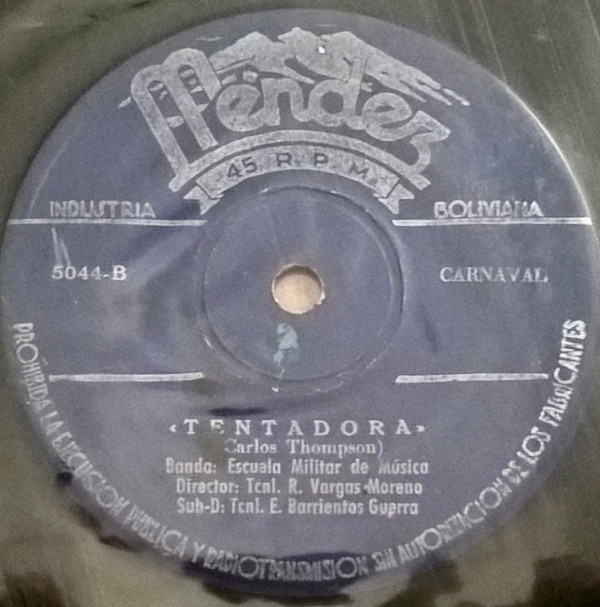 Méndez
45 R. P. M.
INDUSTRIA BOLIVIANA
5044-B CARNAVAL
«TENTADORA»
Carlos Thompson)
Banda: Escuela Militar de Música
Director: Tcnl. R. Vargas Moreno
Sub-D: Tcnl. E. Barrientos Guerra
PROHIBIDA LA EJECUSION PUBLICA Y RADIOTRANSMISION SIN AUTORIZACION DE LOS FABRICANTES